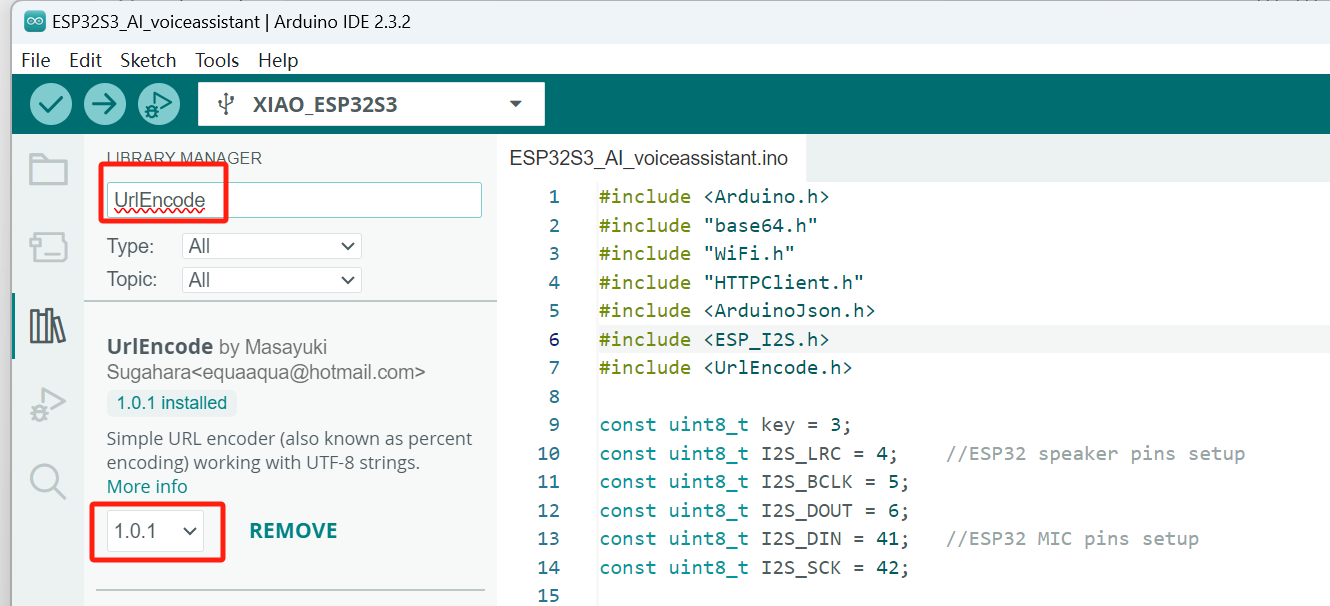 ESP32S3_AI_voiceassistant | Arduino IDE 2.3.2
File Edit Sketch Tools Help
XIAO_ESP32S3
LIBRARY MANAGER
UrlEncode
Type: All
Topic: All
UrlEncode by Masayuki
Sugahara<equaaqua@hotmail.com>
1.0.1 installed
Simple URL encoder (also known as percent
encoding) working with UTF-8 strings.
More info
1.0.1 REMOVE
ESP32S3_AI_voiceassistant.ino
1 #include <Arduino.h>
2 #include "base64.h"
3 #include "WiFi.h"
4 #include "HTTPClient.h"
5 #include <ArduinoJson.h>
6 #include <ESP_I2S.h>
7 #include <UrlEncode.h>
8
9 const uint8_t key = 3;
10 const uint8_t I2S_LRC = 4; //ESP32 speaker pins setup
11 const uint8_t I2S_BCLK = 5;
12 const uint8_t I2S_DOUT = 6;
13 const uint8_t I2S_DIN = 41; //ESP32 MIC pins setup
14 const uint8_t I2S_SCK = 42;
15